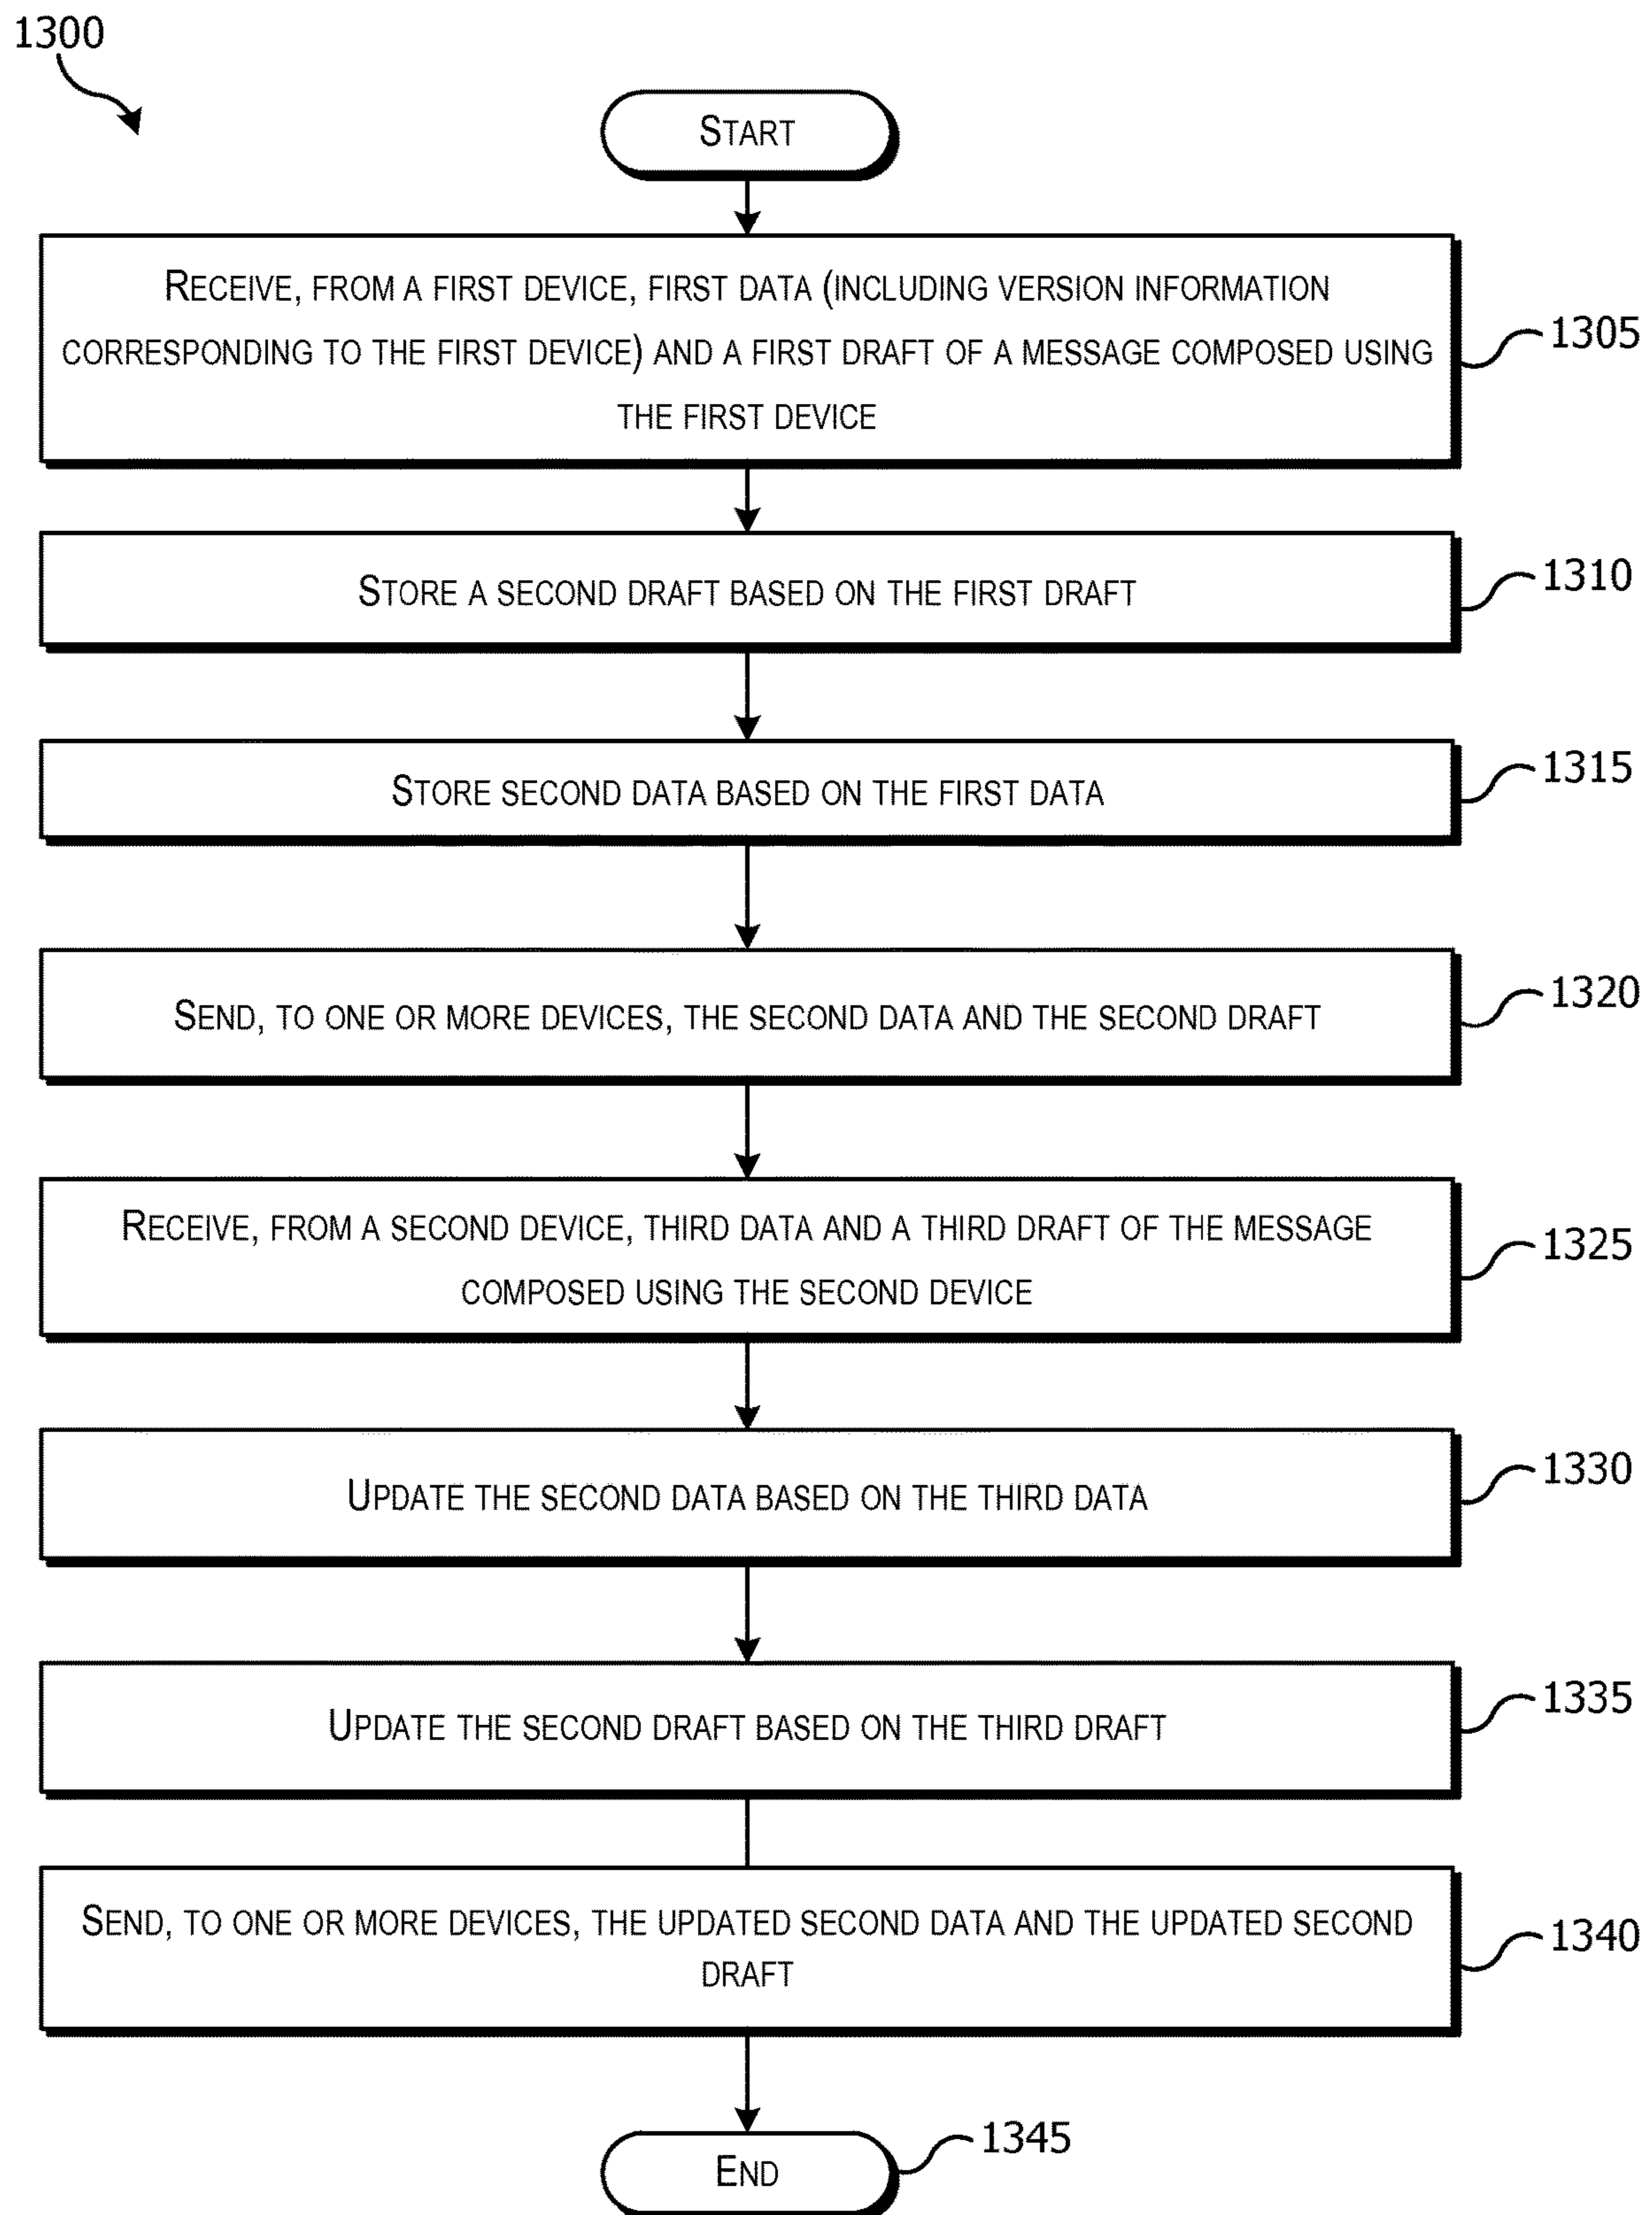 1300
START
RECEIVE, FROM A FIRST DEVICE, FIRST DATA (INCLUDING VERSION INFORMATION
CORRESPONDING TO THE FIRST DEVICE) AND A FIRST DRAFT OF A MESSAGE COMPOSED USING
THE FIRST DEVICE
1305
STORE A SECOND DRAFT BASED ON THE FIRST DRAFT
1310
STORE SECOND DATA BASED ON THE FIRST DATA
1315
SEND, TO ONE OR MORE DEVICES, THE SECOND DATA AND THE SECOND DRAFT
1320
RECEIVE, FROM A SECOND DEVICE, THIRD DATA AND A THIRD DRAFT OF THE MESSAGE
COMPOSED USING THE SECOND DEVICE
1325
UPDATE THE SECOND DATA BASED ON THE THIRD DATA
1330
UPDATE THE SECOND DRAFT BASED ON THE THIRD DRAFT
1335
SEND, TO ONE OR MORE DEVICES, THE UPDATED SECOND DATA AND THE UPDATED SECOND
DRAFT
1340
END
1345